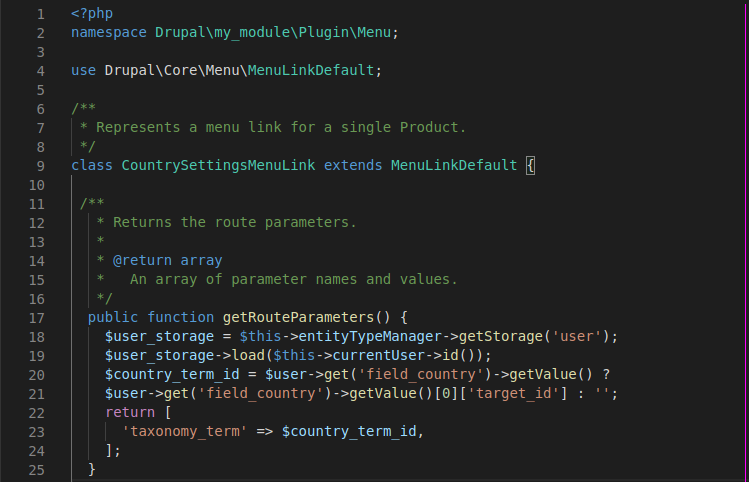 1 <?php
2 namespace Drupal\my_module\Plugin\Menu;
3
4 use Drupal\Core\Menu\MenuLinkDefault;
5
6 /**
7  * Represents a menu link for a single Product.
8  */
9 class CountrySettingsMenuLink extends MenuLinkDefault {
10
11  /**
12    * Returns the route parameters.
13    *
14    * @return array
15    *   An array of parameter names and values.
16    */
17   public function getRouteParameters() {
18     $user_storage = $this->entityTypeManager->getStorage('user');
19     $user_storage->load($this->currentUser->id());
20     $country_term_id = $user->get('field_country')->getValue() ?
21     $user->get('field_country')->getValue()[0]['target_id'] : '';
22     return [
23       'taxonomy_term' => $country_term_id,
24     ];
25   }